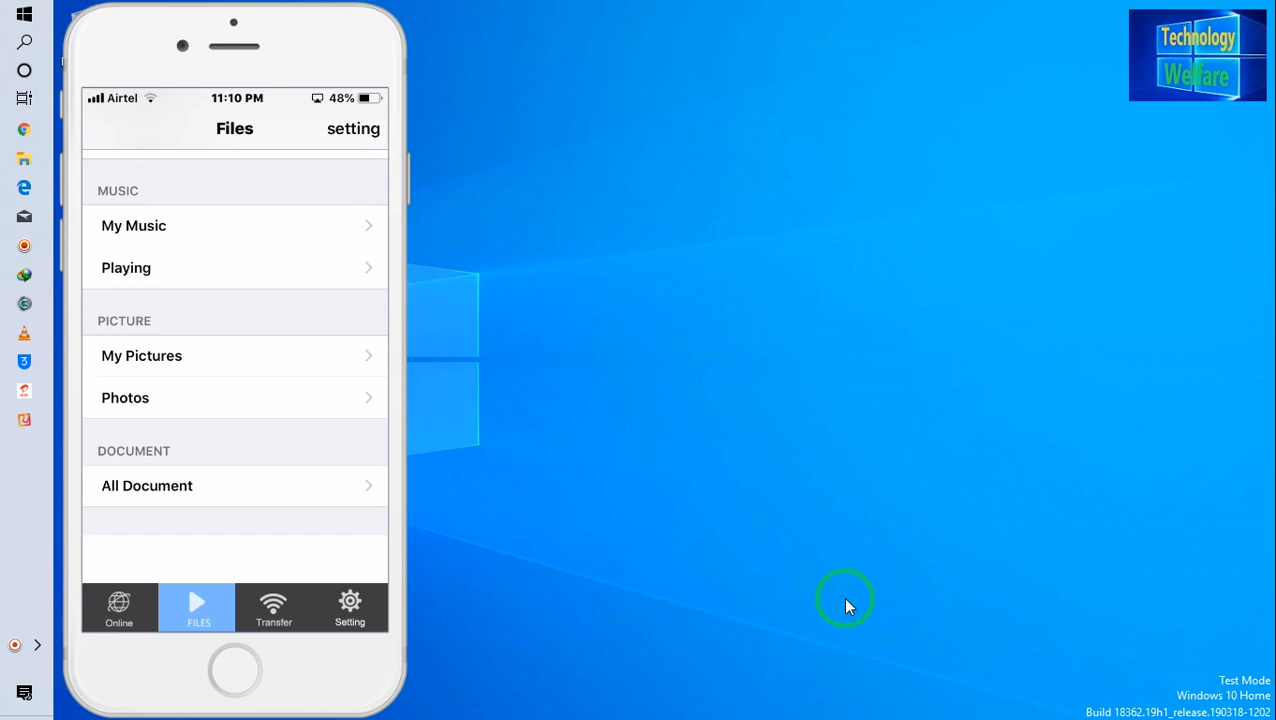 Airtel 11:10 PM 48%
Files setting
MUSIC
My Music
Playing
PICTURE
My Pictures
Photos
DOCUMENT
All Document
Online FILES Transfer Setting
Technology
Welfare
Test Mode
Windows 10 Home
Build 18362.19h1_release.190318-1202